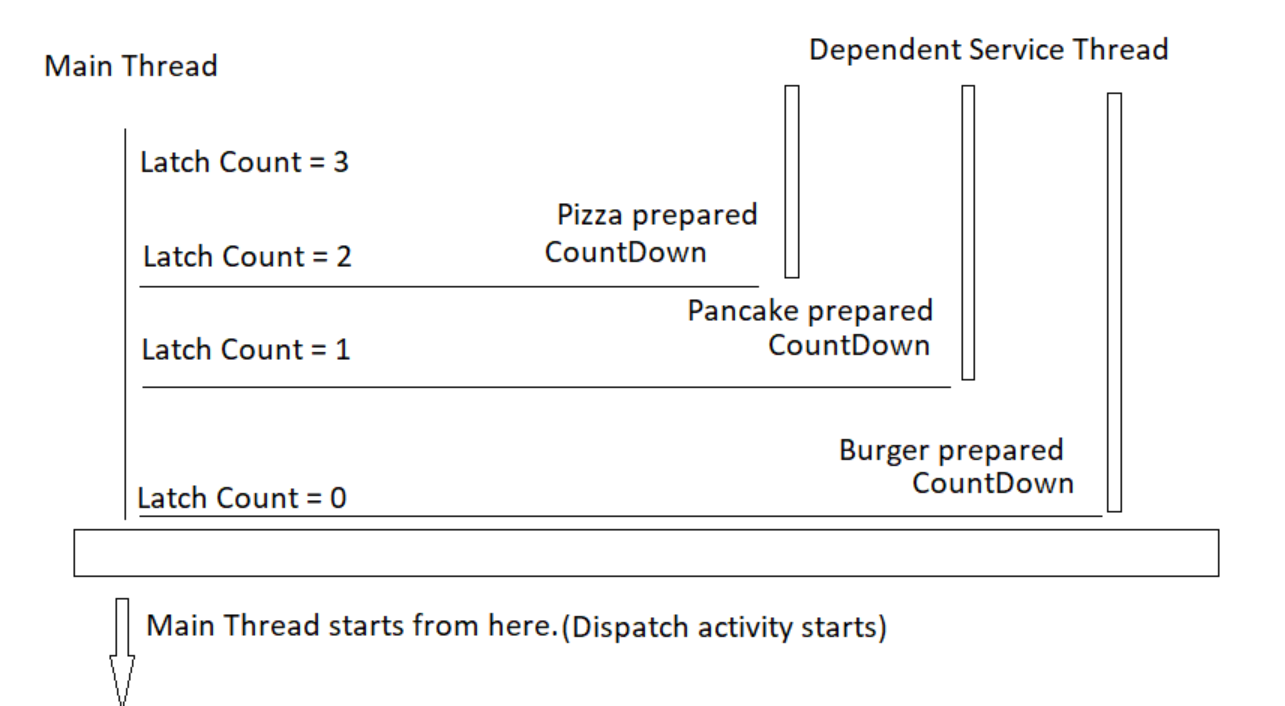 Main Thread
Dependent Service Thread
Latch Count = 3
Pizza prepared
CountDown
Latch Count = 2
Pancake prepared
CountDown
Latch Count = 1
Burger prepared
CountDown
Latch Count = 0
Main Thread starts from here.(Dispatch activity starts)